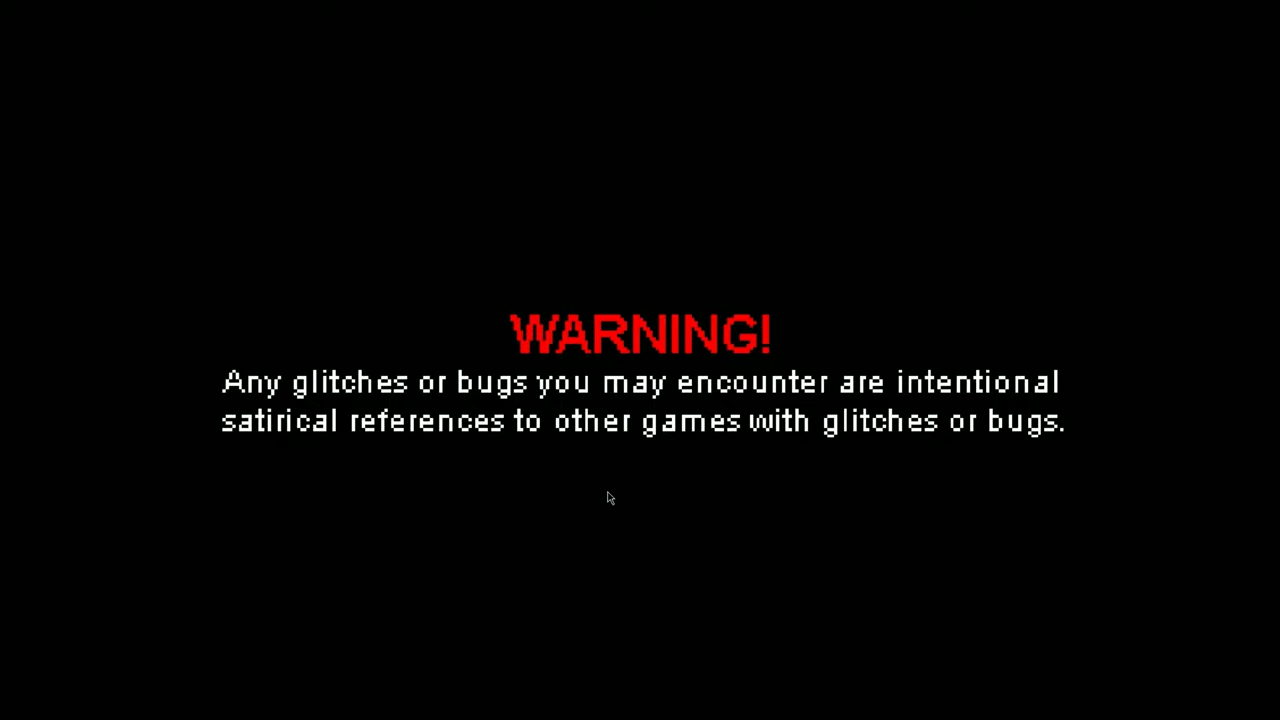 WARNING!
Any glitches or bugs you may encounter are intentional
satirical references to other games with glitches or bugs.